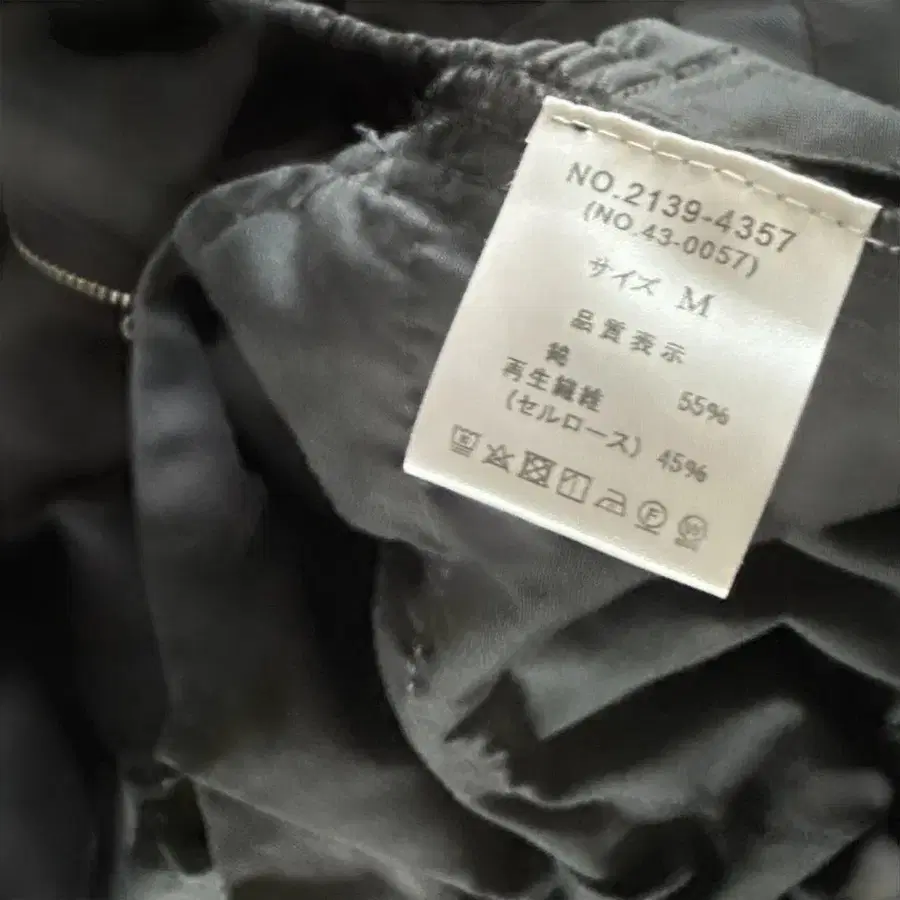 NO.2139-4357
(NO.43-0057)
サイズ M
品質表示
綿 55%
再生繊維
(セルロース) 45%
F
W